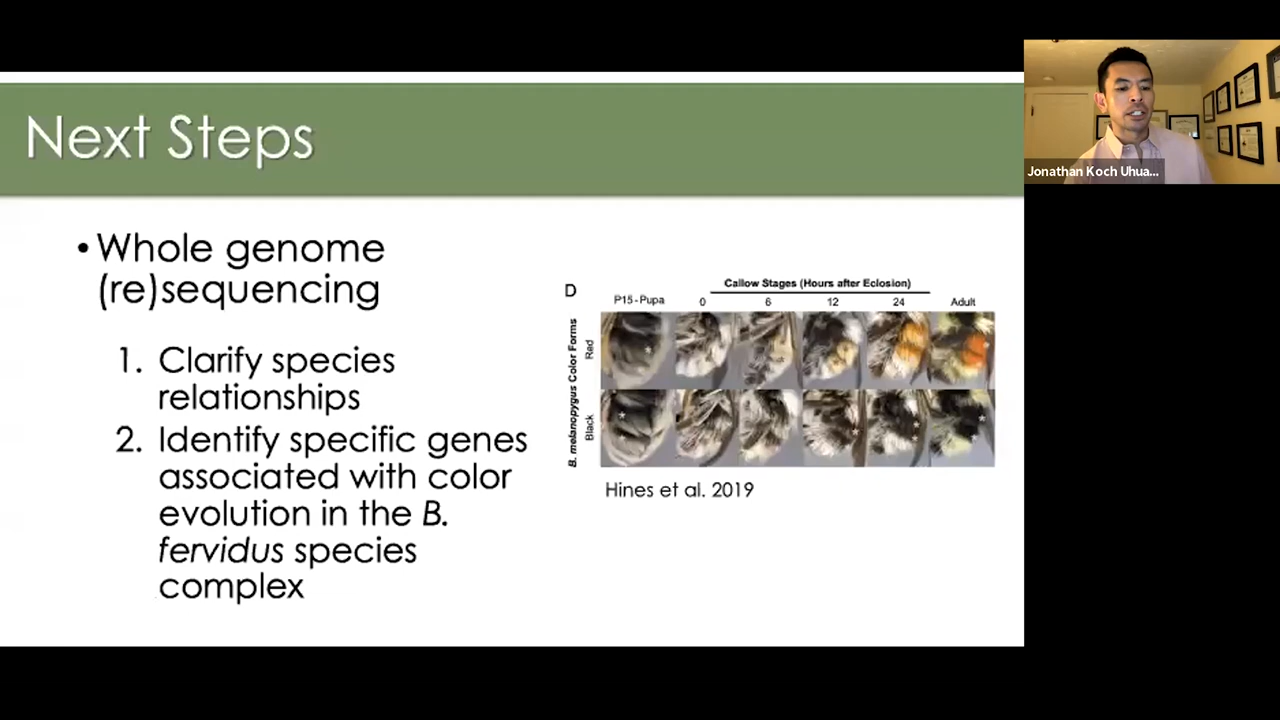 Next Steps
• Whole genome
(re)sequencing
1. Clarify species
relationships
2. Identify specific genes
associated with color
evolution in the B.
fervidus species
complex
D
Callow Stages (Hours after Eclosion)
P15-Pupa 0 6 12 24 Adult
B. melanopygus Color Forms
Red
Black
Hines et al. 2019
Jonathan Koch Uhua...